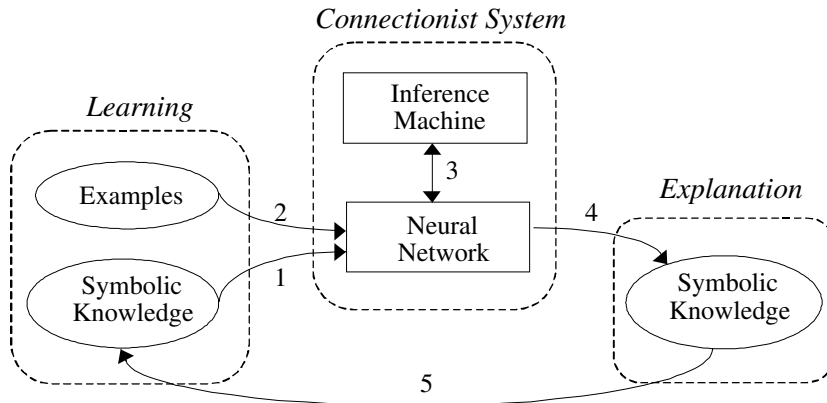 Connectionist System
Learning
Inference
Machine
Examples
2
3
Explanation
Neural
Network
4
Symbolic
Knowledge
1
Symbolic
Knowledge
5